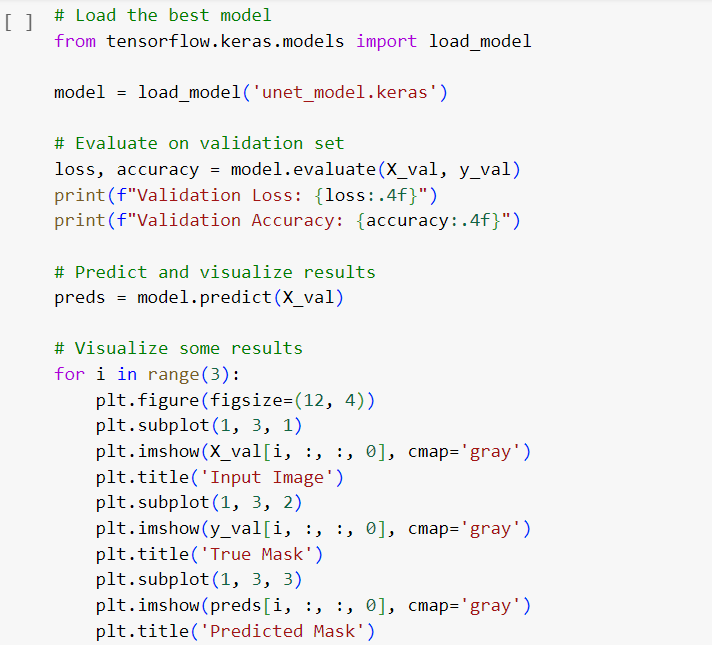 [ ] # Load the best model
from tensorflow.keras.models import load_model

model = load_model('unet_model.keras')

# Evaluate on validation set
loss, accuracy = model.evaluate(X_val, y_val)
print(f"Validation Loss: {loss:.4f}")
print(f"Validation Accuracy: {accuracy:.4f}")

# Predict and visualize results
preds = model.predict(X_val)

# Visualize some results
for i in range(3):
    plt.figure(figsize=(12, 4))
    plt.subplot(1, 3, 1)
    plt.imshow(X_val[i, :, :, 0], cmap='gray')
    plt.title('Input Image')
    plt.subplot(1, 3, 2)
    plt.imshow(y_val[i, :, :, 0], cmap='gray')
    plt.title('True Mask')
    plt.subplot(1, 3, 3)
    plt.imshow(preds[i, :, :, 0], cmap='gray')
    plt.title('Predicted Mask')